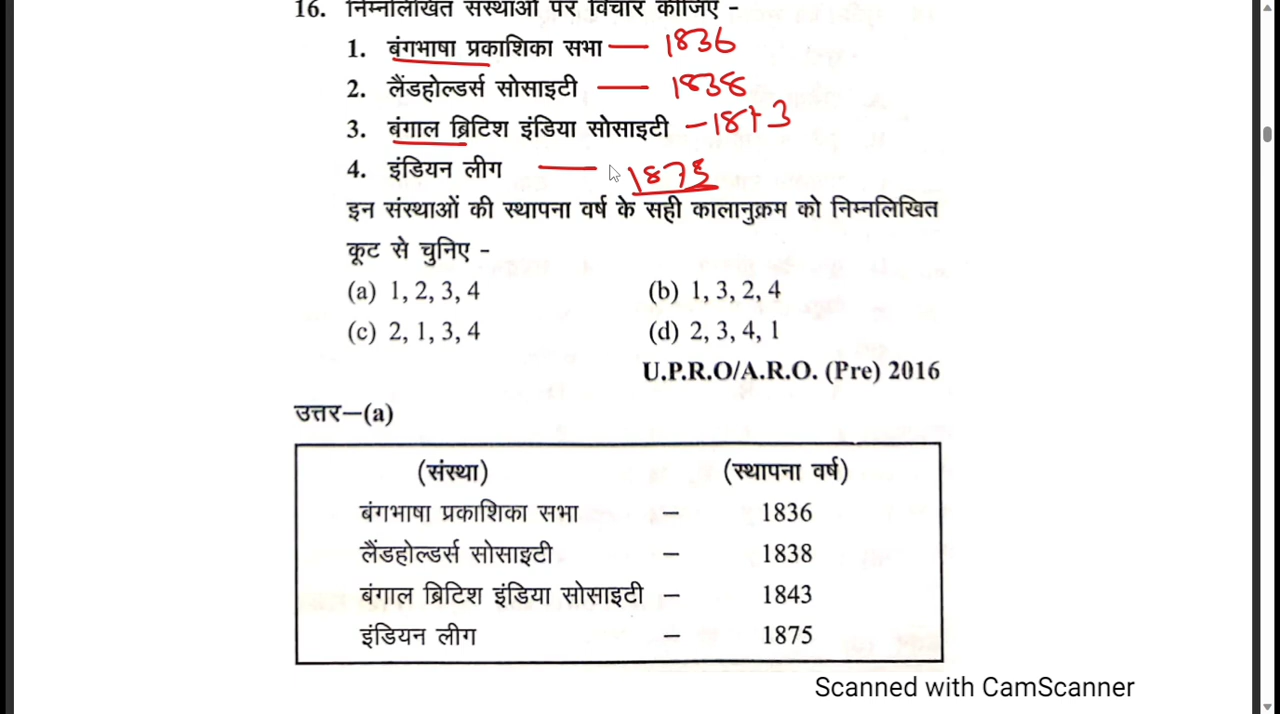 16. निम्नलिखित संस्थाओं पर विचार कीजिए -
1. बंगभाषा प्रकाशिका सभा — 1836
2. लैंडहोल्डर्स सोसाइटी — 1838
3. बंगाल ब्रिटिश इंडिया सोसाइटी - 1843
4. इंडियन लीग — 1875
इन संस्थाओं की स्थापना वर्ष के सही कालानुक्रम को निम्नलिखित
कूट से चुनिए -
(a) 1, 2, 3, 4 (b) 1, 3, 2, 4
(c) 2, 1, 3, 4 (d) 2, 3, 4, 1
U.P.R.O/A.R.O. (Pre) 2016
उत्तर—(a)
(संस्था) (स्थापना वर्ष)
बंगभाषा प्रकाशिका सभा – 1836
लैंडहोल्डर्स सोसाइटी – 1838
बंगाल ब्रिटिश इंडिया सोसाइटी – 1843
इंडियन लीग – 1875
Scanned with CamScanner